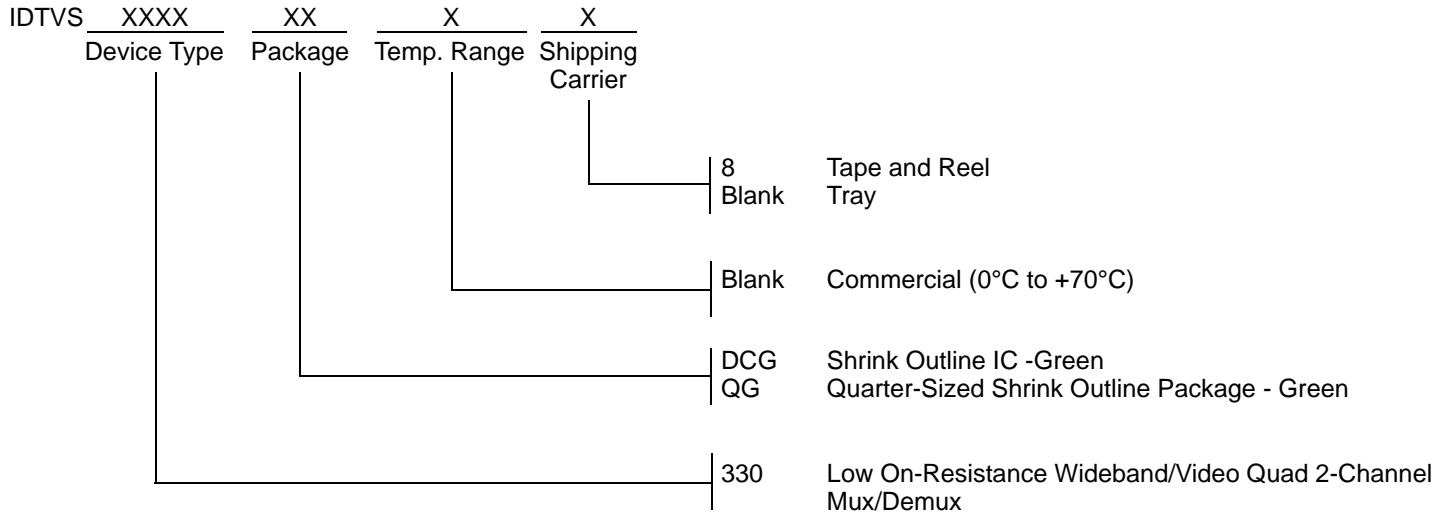 IDTVS XXXX XX X X
Device Type Package Temp. Range Shipping
Carrier
8 Tape and Reel
Blank Tray
Blank Commercial (0°C to +70°C)
DCG Shrink Outline IC -Green
QG Quarter-Sized Shrink Outline Package - Green
330 Low On-Resistance Wideband/Video Quad 2-Channel
Mux/Demux